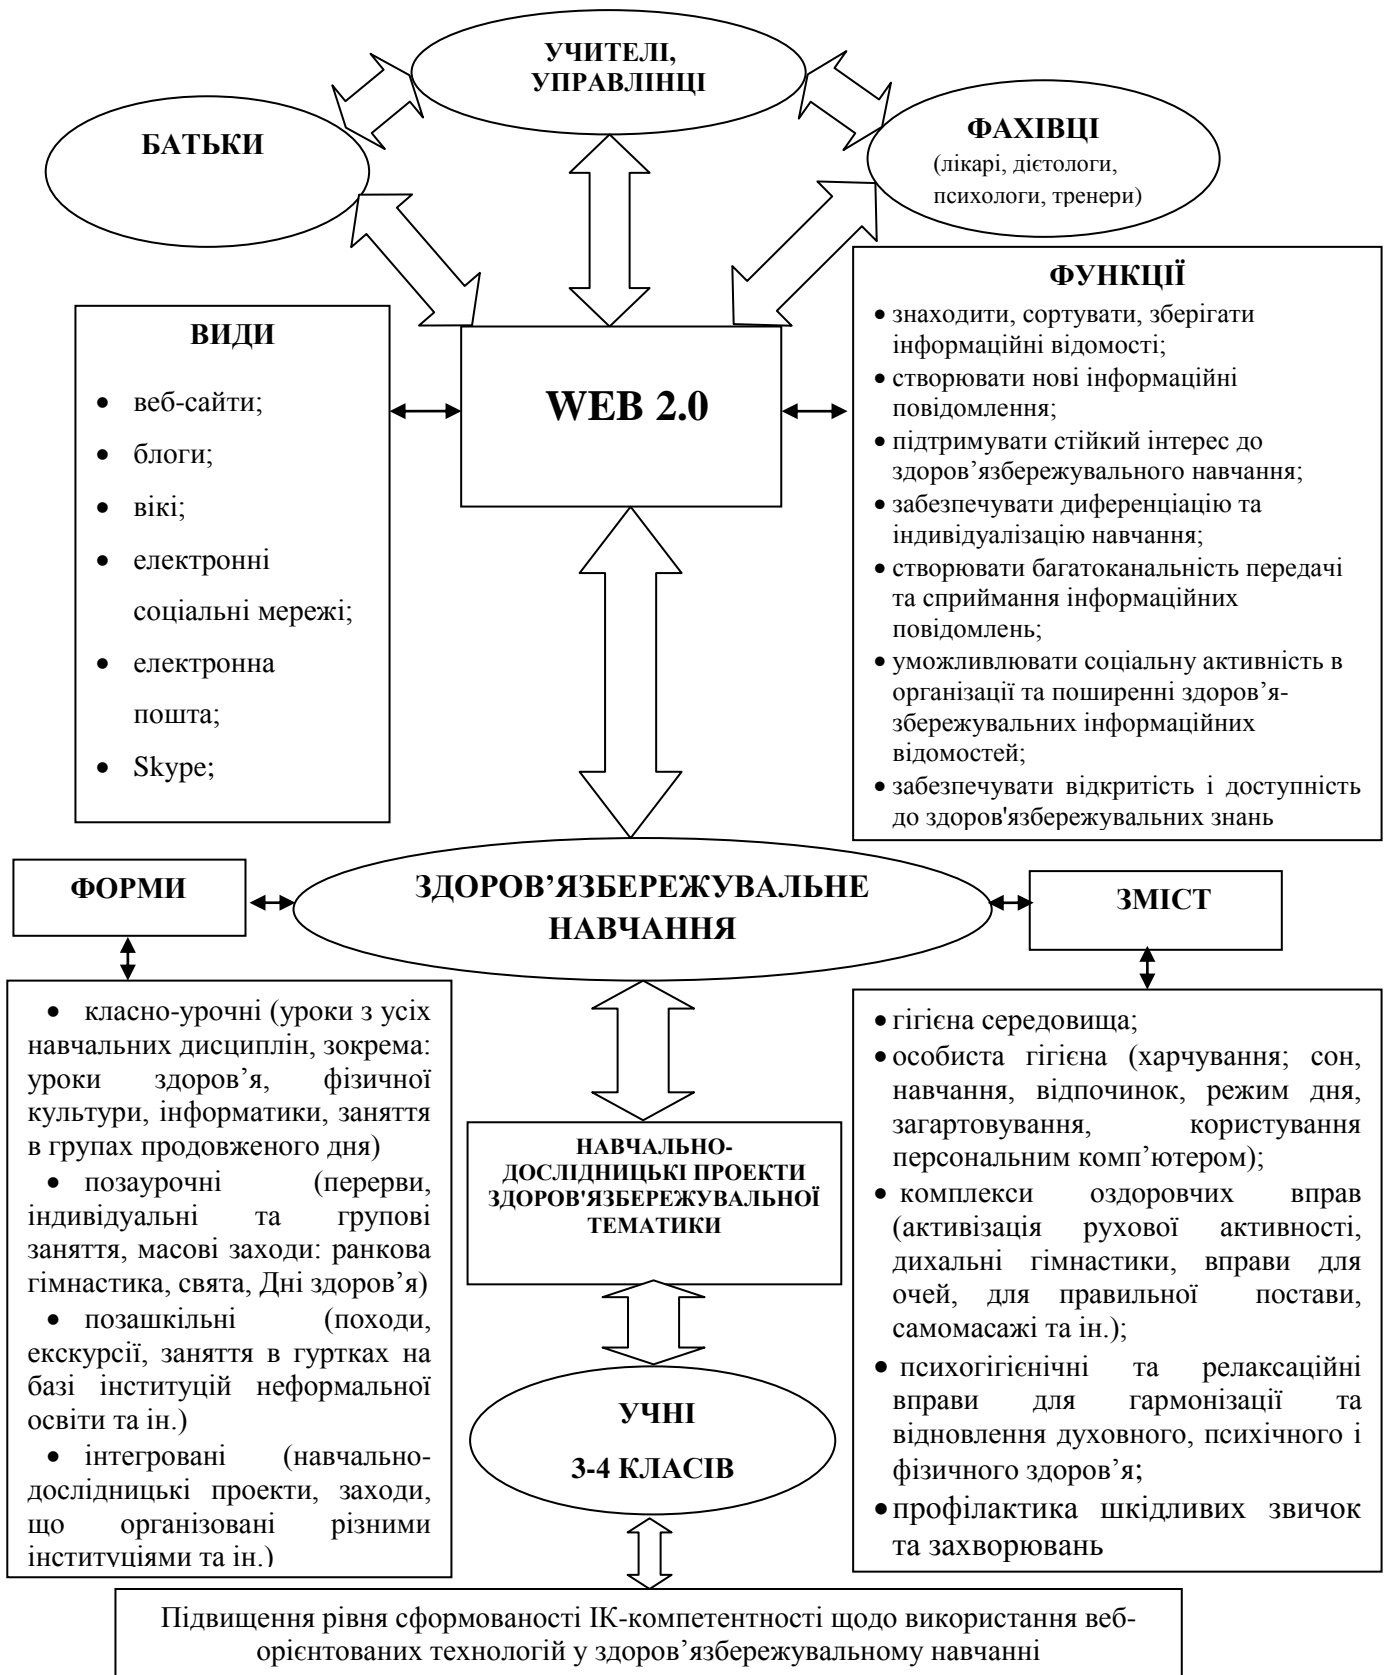 УЧИТЕЛІ,
УПРАВЛІНЦІ
БАТЬКИ
ФАХІВЦІ
(лікарі, дієтологи,
психологи, тренери)
ВИДИ
• веб-сайти;
• блоги;
• вікі;
• електронні
соціальні мережі;
• електронна
пошта;
• Skype;
WEB 2.0
ФУНКЦІЇ
• знаходити, сортувати, зберігати
інформаційні відомості;
• створювати нові інформаційні
повідомлення;
• підтримувати стійкий інтерес до
здоров’язбережувального навчання;
• забезпечувати диференціацію та
індивідуалізацію навчання;
• створювати багатоканальність передачі
та сприймання інформаційних
повідомлень;
• уможливлювати соціальну активність в
організації та поширенні здоров’я-
збережувальних інформаційних
відомостей;
• забезпечувати відкритість і доступність
до здоров'язбережувальних знань
ФОРМИ
ЗДОРОВ’ЯЗБЕРЕЖУВАЛЬНЕ
НАВЧАННЯ
ЗМІСТ
• класно-урочні (уроки з усіх
навчальних дисциплін, зокрема:
уроки здоров’я, фізичної
культури, інформатики, заняття
в групах продовженого дня)
• позаурочні (перерви,
індивідуальні та групові
заняття, масові заходи: ранкова
гімнастика, свята, Дні здоров’я)
• позашкільні (походи,
екскурсії, заняття в гуртках на
базі інституцій неформальної
освіти та ін.)
• інтегровані (навчально-
дослідницькі проекти, заходи,
що організовані різними
інституціями та ін.)
НАВЧАЛЬНО-
ДОСЛІДНИЦЬКІ ПРОЕКТИ
ЗДОРОВ'ЯЗБЕРЕЖУВАЛЬНОЇ
ТЕМАТИКИ
УЧНІ
3-4 КЛАСІВ
• гігієна середовища;
• особиста гігієна (харчування; сон,
навчання, відпочинок, режим дня,
загартовування, користування
персональним комп’ютером);
• комплекси оздоровчих вправ
(активізація рухової активності,
дихальні гімнастики, вправи для
очей, для правильної постави,
самомасажі та ін.);
• психогігієнічні та релаксаційні
вправи для гармонізації та
відновлення духовного, психічного і
фізичного здоров’я;
• профілактика шкідливих звичок
та захворювань
Підвищення рівня сформованості ІК-компетентності щодо використання веб-
орієнтованих технологій у здоров’язбережувальному навчанні